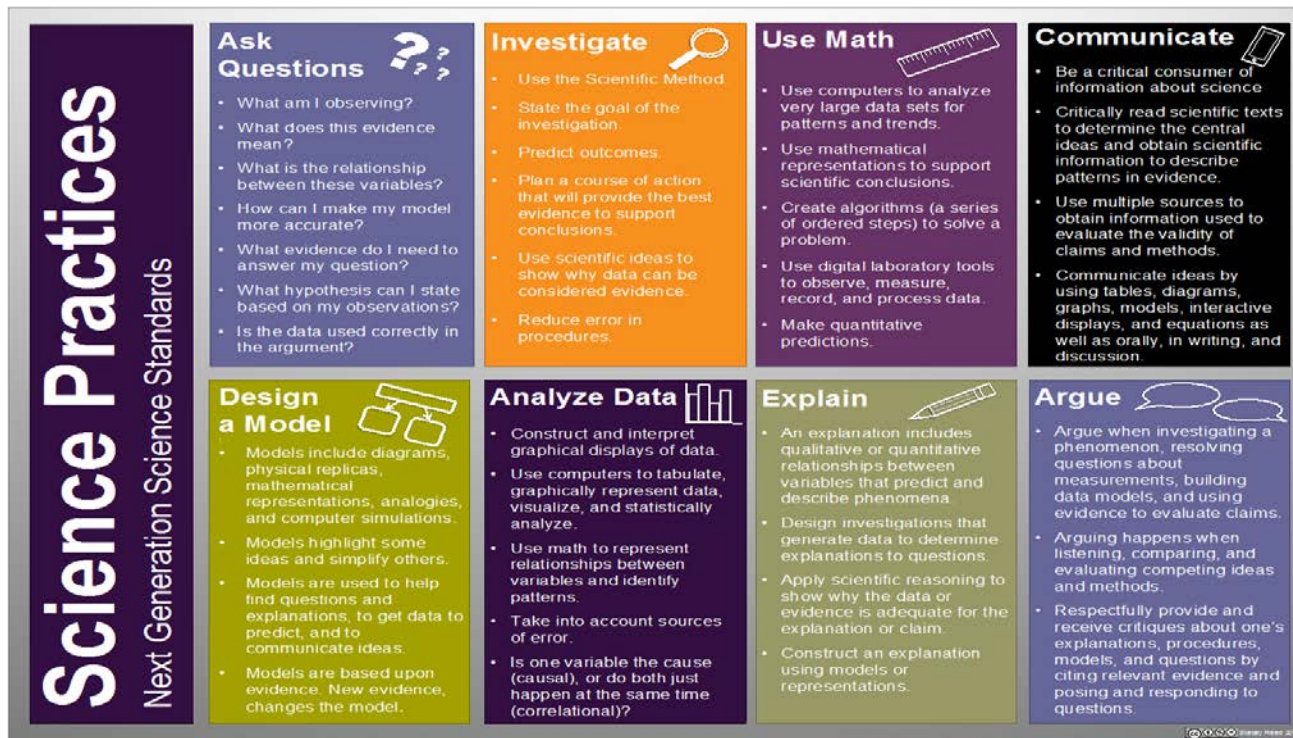 Science Practices
Next Generation Science Standards
Ask
Questions
???
?
• What am I observing?
• What does this evidence
mean?
• What is the relationship
between these variables?
• How can I make my model
more accurate?
• What evidence do I need to
answer my question?
• What hypothesis can I state
based on my observations?
• Is the data used correctly in
the argument?
Investigate
• Use the Scientific Method
• State the goal of the
investigation.
• Predict outcomes.
• Plan a course of action
that will provide the best
evidence to support
conclusions.
• Use scientific ideas to
show why data can be
considered evidence.
• Reduce error in
procedures.
Use Math
• Use computers to analyze
very large data sets for
patterns and trends.
• Use mathematical
representations to support
scientific conclusions.
• Create algorithms (a series
of ordered steps) to solve a
problem.
• Use digital laboratory tools
to observe, measure,
record, and process data.
• Make quantitative
predictions.
Communicate
• Be a critical consumer of
information about science
• Critically read scientific texts
to determine the central
ideas and obtain scientific
information to describe
patterns in evidence.
• Use multiple sources to
obtain information used to
evaluate the validity of
claims and methods.
• Communicate ideas by
using tables, diagrams,
graphs, models, interactive
displays, and equations as
well as orally, in writing, and
discussion.
Design
a Model
• Models include diagrams,
physical replicas,
mathematical
representations, analogies,
and computer simulations.
• Models highlight some
ideas and simplify others.
• Models are used to help
find questions and
explanations, to get data to
predict, and to
communicate ideas.
• Models are based upon
evidence. New evidence,
changes the model.
Analyze Data
• Construct and interpret
graphical displays of data.
• Use computers to tabulate,
graphically represent data,
visualize, and statistically
analyze.
• Use math to represent
relationships between
variables and identify
patterns.
• Take into account sources
of error.
• Is one variable the cause
(causal), or do both just
happen at the same time
(correlational)?
Explain
• An explanation includes
qualitative or quantitative
relationships between
variables that predict and
describe phenomena.
• Design investigations that
generate data to determine
explanations to questions.
• Apply scientific reasoning to
show why the data or
evidence is adequate for the
explanation or claim.
• Construct an explanation
using models or
representations.
Argue
• Argue when investigating a
phenomenon, resolving
questions about
measurements, building
data models, and using
evidence to evaluate claims.
• Arguing happens when
listening, comparing, and
evaluating competing ideas
and methods.
• Respectfully provide and
receive critiques about one's
explanations, procedures,
models, and questions by
citing relevant evidence and
posing and responding to
questions.